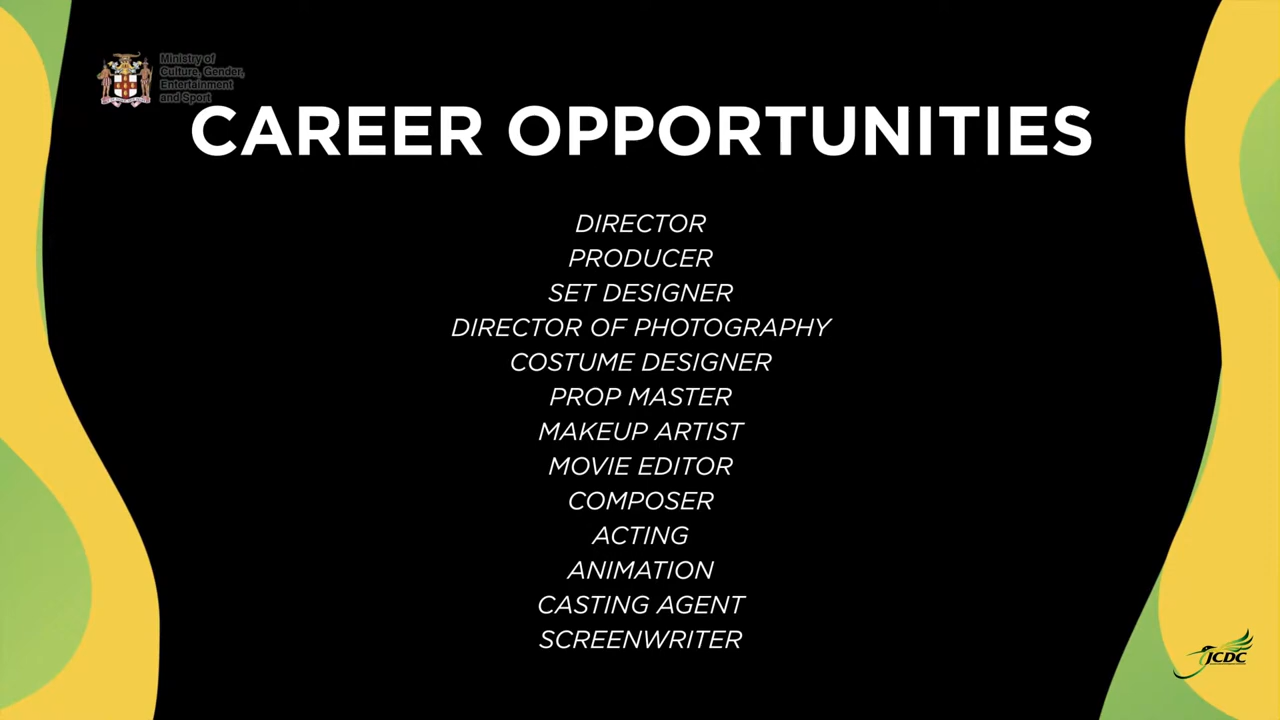 Ministry of
Culture, Gender,
Entertainment
and Sport
CAREER OPPORTUNITIES
DIRECTOR
PRODUCER
SET DESIGNER
DIRECTOR OF PHOTOGRAPHY
COSTUME DESIGNER
PROP MASTER
MAKEUP ARTIST
MOVIE EDITOR
COMPOSER
ACTING
ANIMATION
CASTING AGENT
SCREENWRITER
JCDC